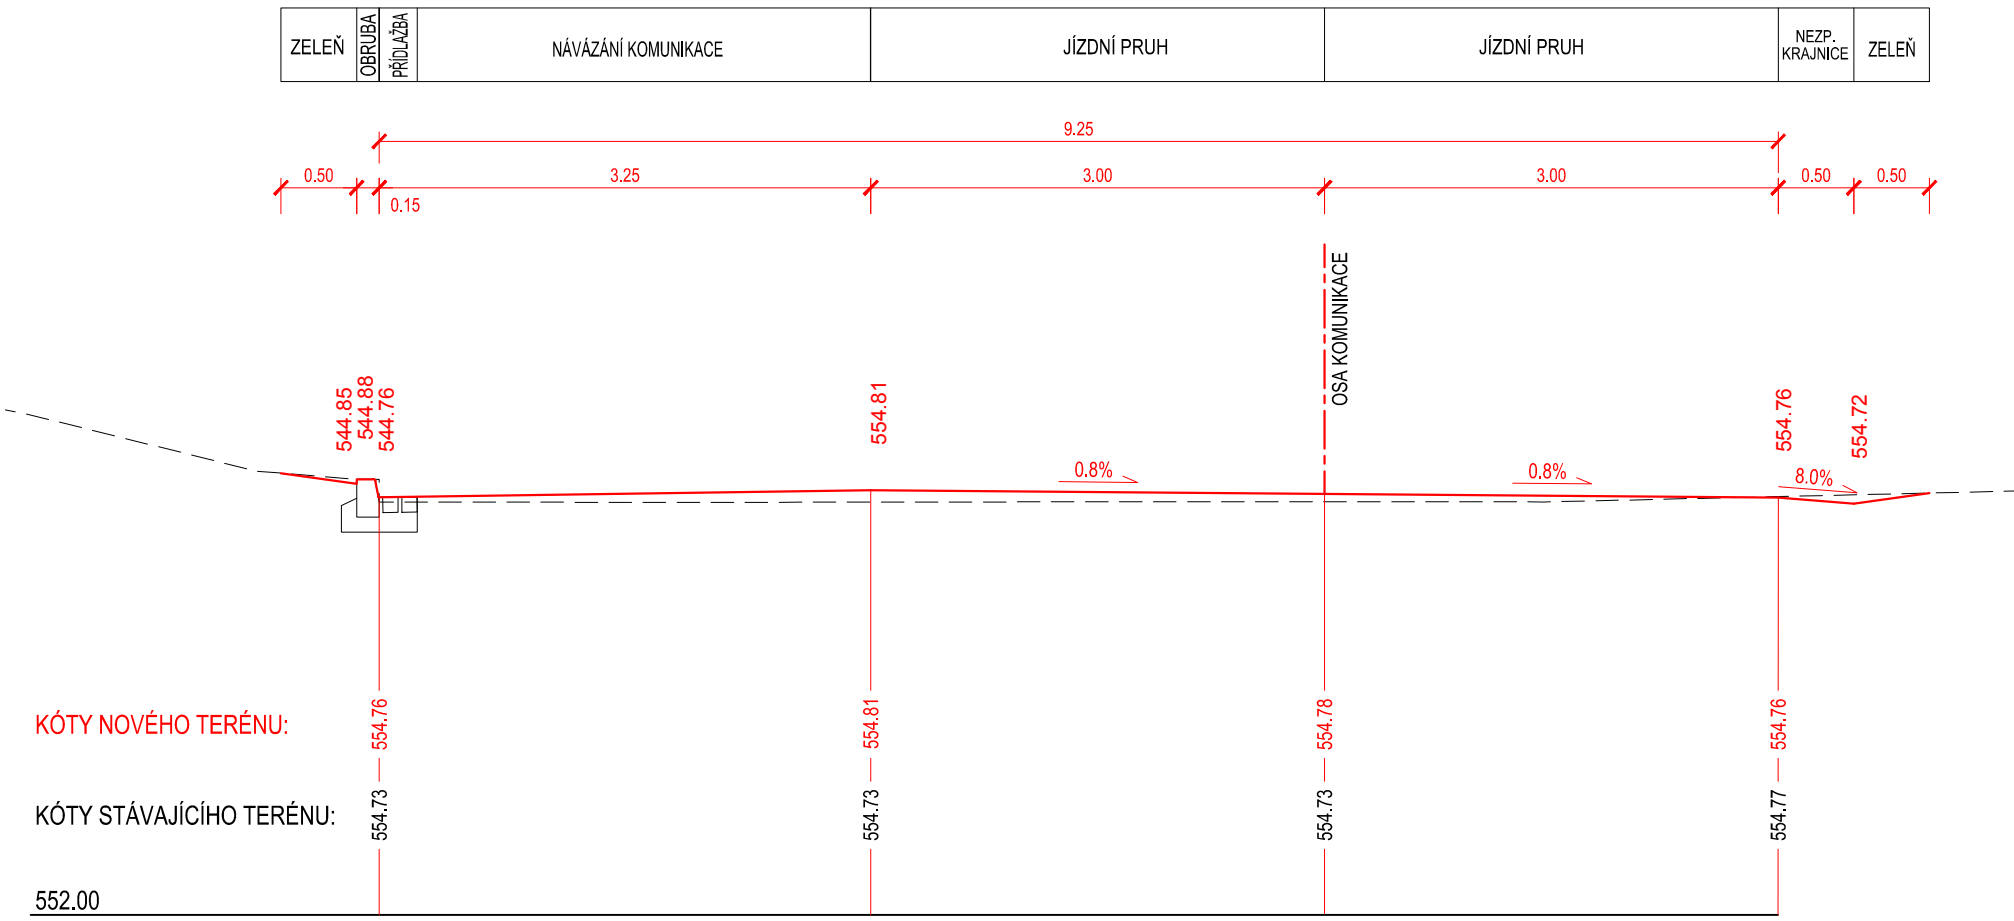 ZELEŇ
OBRUBA
PŘÍDLAŽBA
NÁVÁZÁNÍ KOMUNIKACE
JÍZDNÍ PRUH
JÍZDNÍ PRUH
NEZP.
KRAJNICE
ZELEŇ
9.25
0.50
3.25
3.00
3.00
0.50
0.50
0.15
OSA KOMUNIKACE
544.85
544.88
544.76
554.81
554.76
554.72
0.8%
0.8%
8.0%
KÓTY NOVÉHO TERÉNU:
554.76
554.81
554.78
554.76
KÓTY STÁVAJÍCÍHO TERÉNU:
554.73
554.73
554.73
554.77
552.00